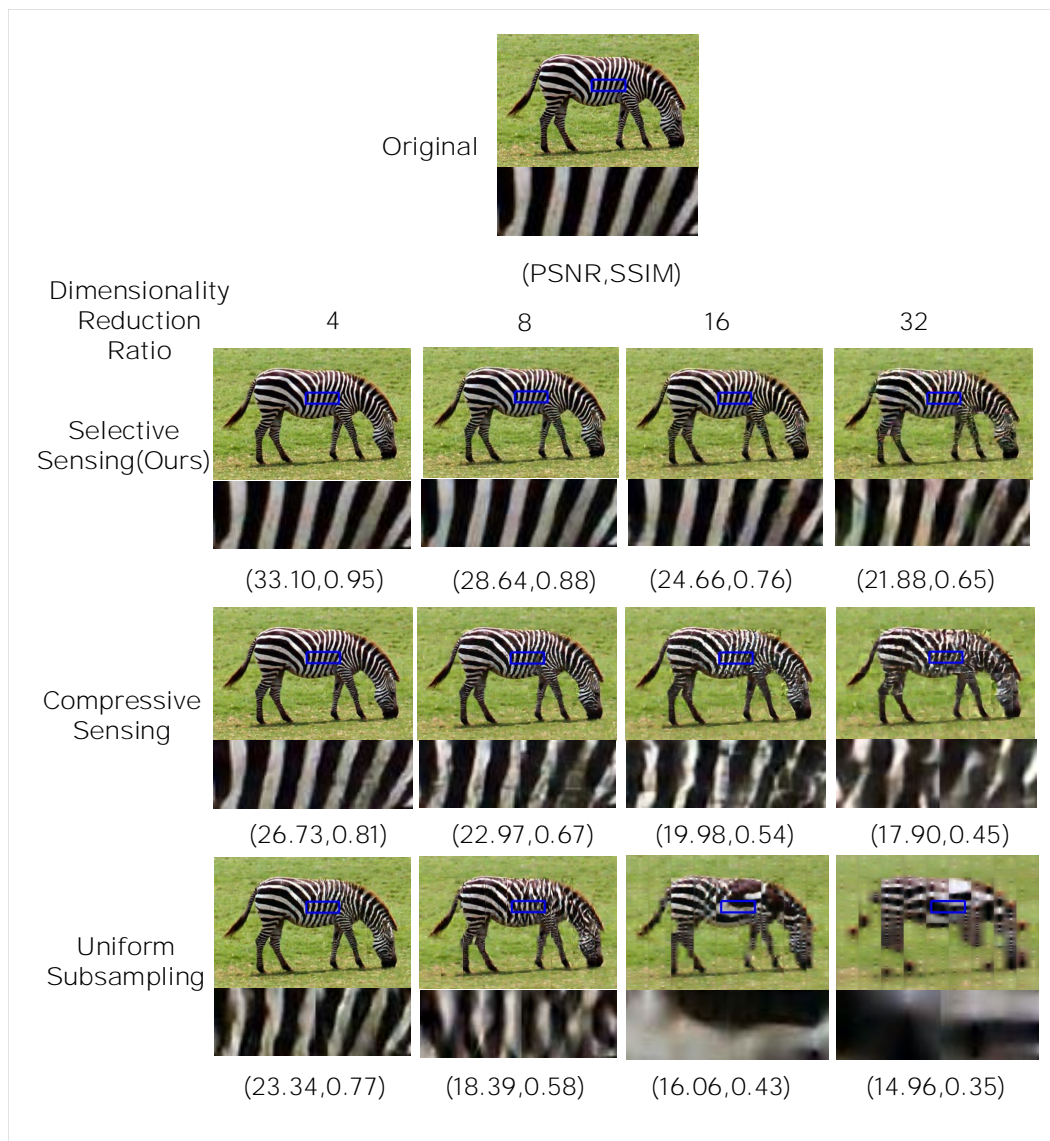 Original
(PSNR,SSIM)
Dimensionality
Reduction
Ratio
4
8
16
32
Selective
Sensing(Ours)
(33.10,0.95)
(28.64,0.88)
(24.66,0.76)
(21.88,0.65)
Compressive
Sensing
(26.73,0.81)
(22.97,0.67)
(19.98,0.54)
(17.90,0.45)
Uniform
Subsampling
(23.34,0.77)
(18.39,0.58)
(16.06,0.43)
(14.96,0.35)